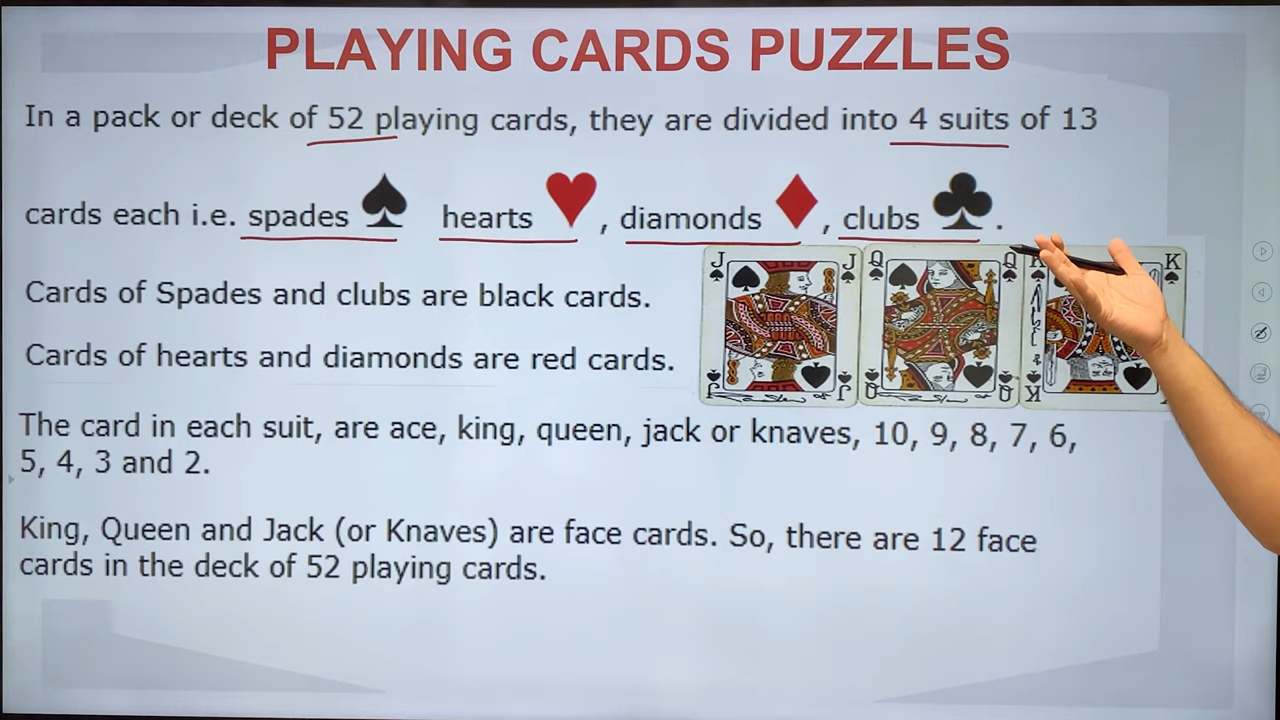 PLAYING CARDS PUZZLES
In a pack or deck of 52 playing cards, they are divided into 4 suits of 13
cards each i.e. spades ♠ hearts ♥, diamonds ♦, clubs ♣.
J J Q Q K K
Cards of Spades and clubs are black cards.
Cards of hearts and diamonds are red cards.
J J Q Q K
The card in each suit, are ace, king, queen, jack or knaves, 10, 9, 8, 7, 6,
5, 4, 3 and 2.
King, Queen and Jack (or Knaves) are face cards. So, there are 12 face
cards in the deck of 52 playing cards.